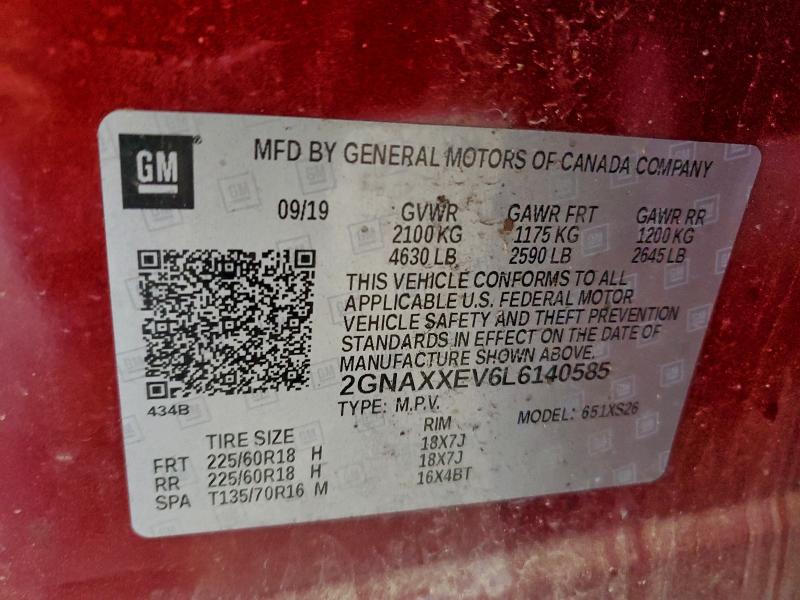 GM
MFD BY GENERAL MOTORS OF CANADA COMPANY
09/19 GVWR GAWR FRT GAWR RR
2100 KG 1175 KG 1200 KG
4630 LB 2590 LB 2645 LB
THIS VEHICLE CONFORMS TO ALL
APPLICABLE U.S. FEDERAL MOTOR
VEHICLE SAFETY AND THEFT PREVENTION
STANDARDS IN EFFECT ON THE DATE OF
MANUFACTURE SHOWN ABOVE.
2GNAXXEV6L6140585
434B TYPE: M.P.V. MODEL: 651XS26
TIRE SIZE RIM
FRT 225/60R18 H 18X7J
RR 225/60R18 H 18X7J
SPA T135/70R16 M 16X4BT